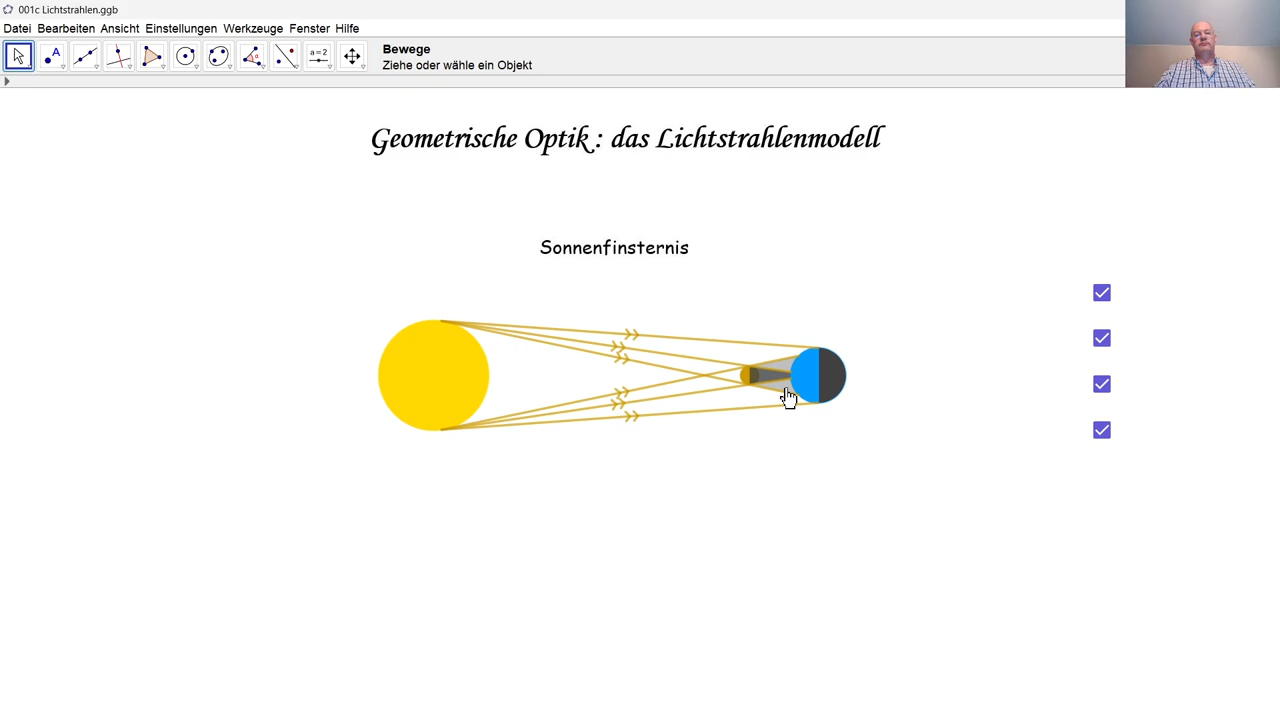 001c Lichtstrahlen.ggb
Datei Bearbeiten Ansicht Einstellungen Werkzeuge Fenster Hilfe
A
α
a=2
Bewege
Ziehe oder wähle ein Objekt
Geometrische Optik : das Lichtstrahlenmodell
Sonnenfinsternis